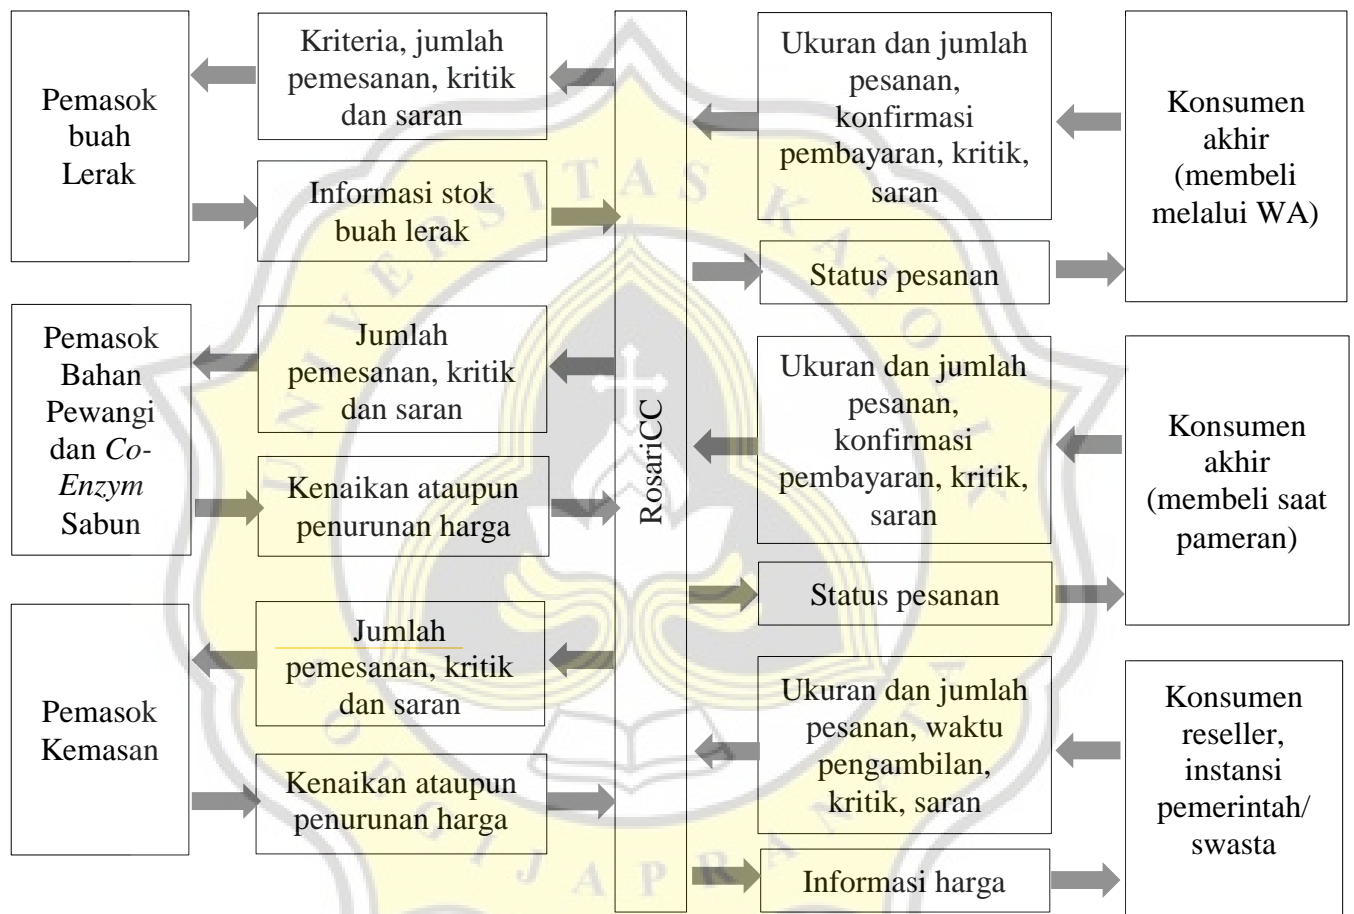 Pemasok
buah
Lerak
Kriteria, jumlah
pemesanan, kritik
dan saran
Informasi stok
buah lerak
Pemasok
Bahan
Pewangi
dan Co-
Enzym
Sabun
Jumlah
pemesanan, kritik
dan saran
Kenaikan ataupun
penurunan harga
Pemasok
Kemasan
Jumlah
pemesanan, kritik
dan saran
Kenaikan ataupun
penurunan harga
RosariCC
Ukuran dan jumlah
pesanan,
konfirmasi
pembayaran, kritik,
saran
Status pesanan
Konsumen
akhir
(membeli
melalui WA)
Ukuran dan jumlah
pesanan,
konfirmasi
pembayaran, kritik,
saran
Status pesanan
Konsumen
akhir
(membeli saat
pameran)
Ukuran dan jumlah
pesanan, waktu
pengambilan,
kritik, saran
Informasi harga
Konsumen
reseller,
instansi
pemerintah/
swasta
UNIVERSITAS KATOLIK
SOEGIJAPRANATA